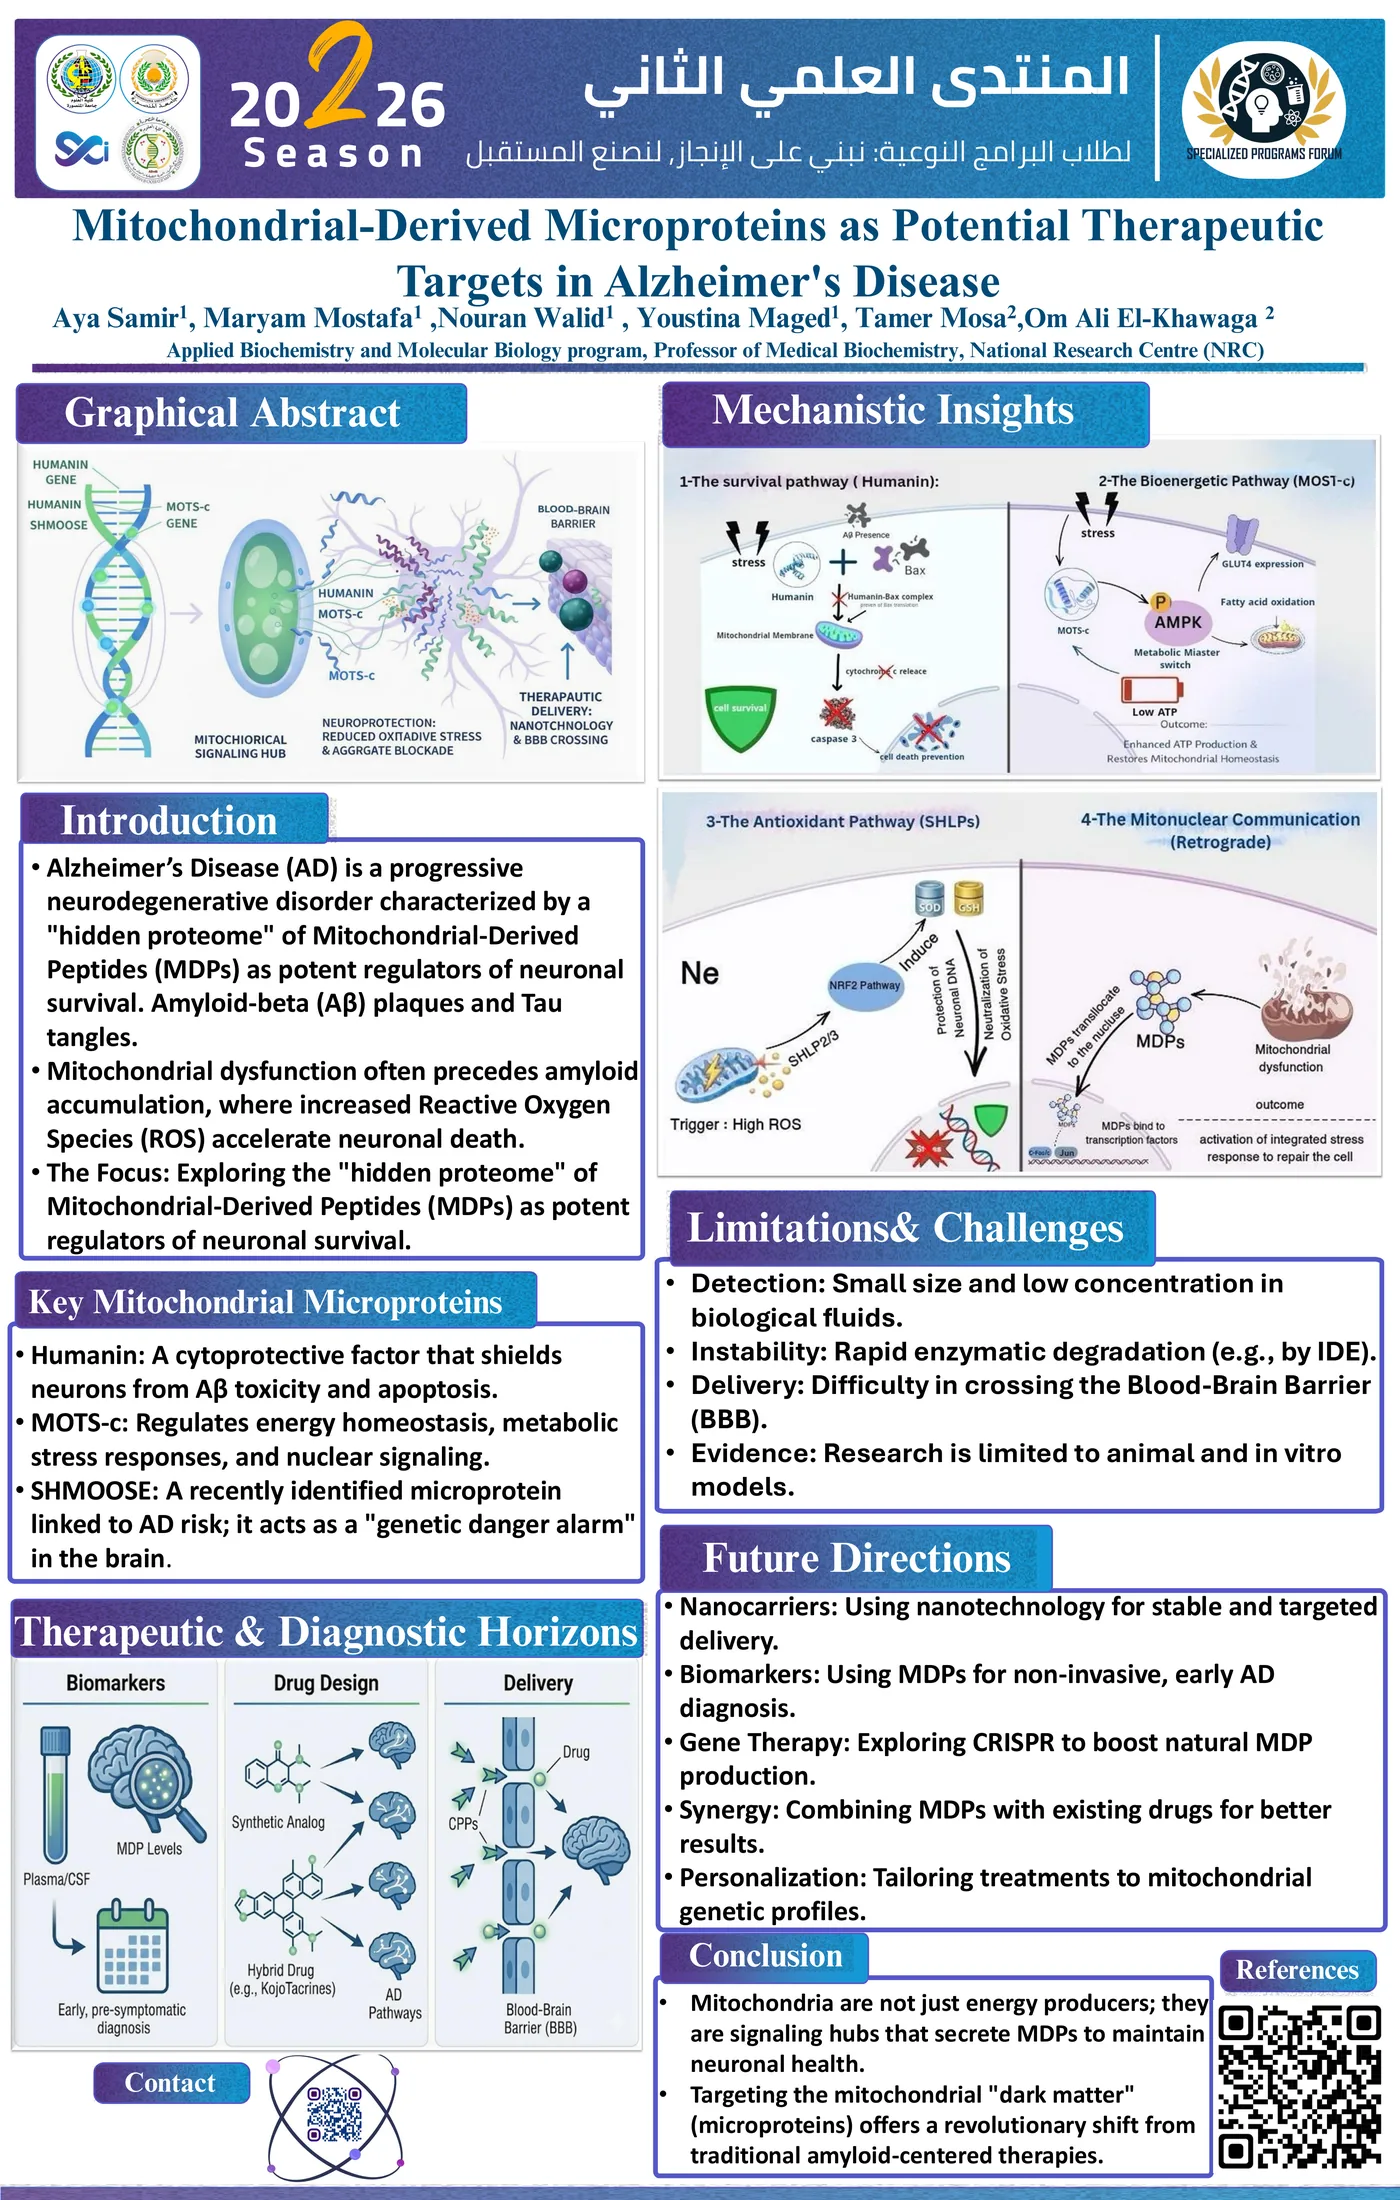 2026
2
Season
المنتدى العلمي الثاني
لطلاب البرامج النوعية: نبني على الإنجاز, لنصنع المستقبل
SPECIALIZED PROGRAMS FORUM
Mitochondrial-Derived Microproteins as Potential Therapeutic
Targets in Alzheimer's Disease
Aya Samir¹, Maryam Mostafa¹ ,Nouran Walid¹ , Youstina Maged¹, Tamer Mosa²,Om Ali El-Khawaga ²
Applied Biochemistry and Molecular Biology program, Professor of Medical Biochemistry, National Research Centre (NRC)
Graphical Abstract
HUMANIN
GENE
HUMANIN
SHMOOSE
MOTS-c
GENE
HUMANIN
MOTS-c
MOTS-c
BLOOD-BRAIN
BARRIER
MITOCHIORICAL
SIGNALING HUB
NEUROPROTECTION:
REDUCED OXITADIVE STRESS
& AGGRGATE BLOCKADE
THERAPAUTIC
DELIVERY:
NANOTCHNOLOGY
& BBB CROSSING
Introduction
• Alzheimer’s Disease (AD) is a progressive
neurodegenerative disorder characterized by a
"hidden proteome" of Mitochondrial-Derived
Peptides (MDPs) as potent regulators of neuronal
survival. Amyloid-beta (Aβ) plaques and Tau
tangles.
• Mitochondrial dysfunction often precedes amyloid
accumulation, where increased Reactive Oxygen
Species (ROS) accelerate neuronal death.
• The Focus: Exploring the "hidden proteome" of
Mitochondrial-Derived Peptides (MDPs) as potent
regulators of neuronal survival.
Key Mitochondrial Microproteins
• Humanin: A cytoprotective factor that shields
neurons from Aβ toxicity and apoptosis.
• MOTS-c: Regulates energy homeostasis, metabolic
stress responses, and nuclear signaling.
• SHMOOSE: A recently identified microprotein
linked to AD risk; it acts as a "genetic danger alarm"
in the brain.
Therapeutic & Diagnostic Horizons
Biomarkers
MDP Levels
Plasma/CSF
Early, pre-symptomatic
diagnosis
Drug Design
Synthetic Analog
Hybrid Drug
(e.g., KojoTacrines)
AD
Pathways
Delivery
Drug
CPPs
Blood-Brain
Barrier (BBB)
Contact
Mechanistic Insights
1-The survival pathway ( Humanin):
Aβ Presence
stress
Bax
Humanin
Humanin-Bax complex
Mitochondrial Membrane
cytochrome c releace
cell survival
caspase 3
cell death prevention
2-The Bioenergetic Pathway (MOST-c)
stress
GLUT4 expression
P
Fatty acid oxidation
AMPK
MOTS-c
Metabolic Miaster
switch
Low ATP
Outcome:
Enhanced ATP Production &
Restores Mitochondrial Homeostasis
3-The Antioxidant Pathway (SHLPs)
SOD
GSH
Induce
Ne
NRF2 Pathway
Protection of
Neuronal DNA
Neutralization of
Oxidative Stress
SHLP2/3
Trigger : High ROS
4-The Mitonuclear Communication
(Retrograde)
MDPs transilocate
to the nucluse
MDPs
Mitochondrial
dysfunction
MDPs
outcome
MDPs bind to
transcription factors
C-Fos/c
Jun
activation of integrated stress
response to repair the cell
Limitations& Challenges
• Detection: Small size and low concentration in
biological fluids.
• Instability: Rapid enzymatic degradation (e.g., by IDE).
• Delivery: Difficulty in crossing the Blood-Brain Barrier
(BBB).
• Evidence: Research is limited to animal and in vitro
models.
Future Directions
• Nanocarriers: Using nanotechnology for stable and targeted
delivery.
• Biomarkers: Using MDPs for non-invasive, early AD
diagnosis.
• Gene Therapy: Exploring CRISPR to boost natural MDP
production.
• Synergy: Combining MDPs with existing drugs for better
results.
• Personalization: Tailoring treatments to mitochondrial
genetic profiles.
Conclusion
• Mitochondria are not just energy producers; they
are signaling hubs that secrete MDPs to maintain
neuronal health.
• Targeting the mitochondrial "dark matter"
(microproteins) offers a revolutionary shift from
traditional amyloid-centered therapies.
References